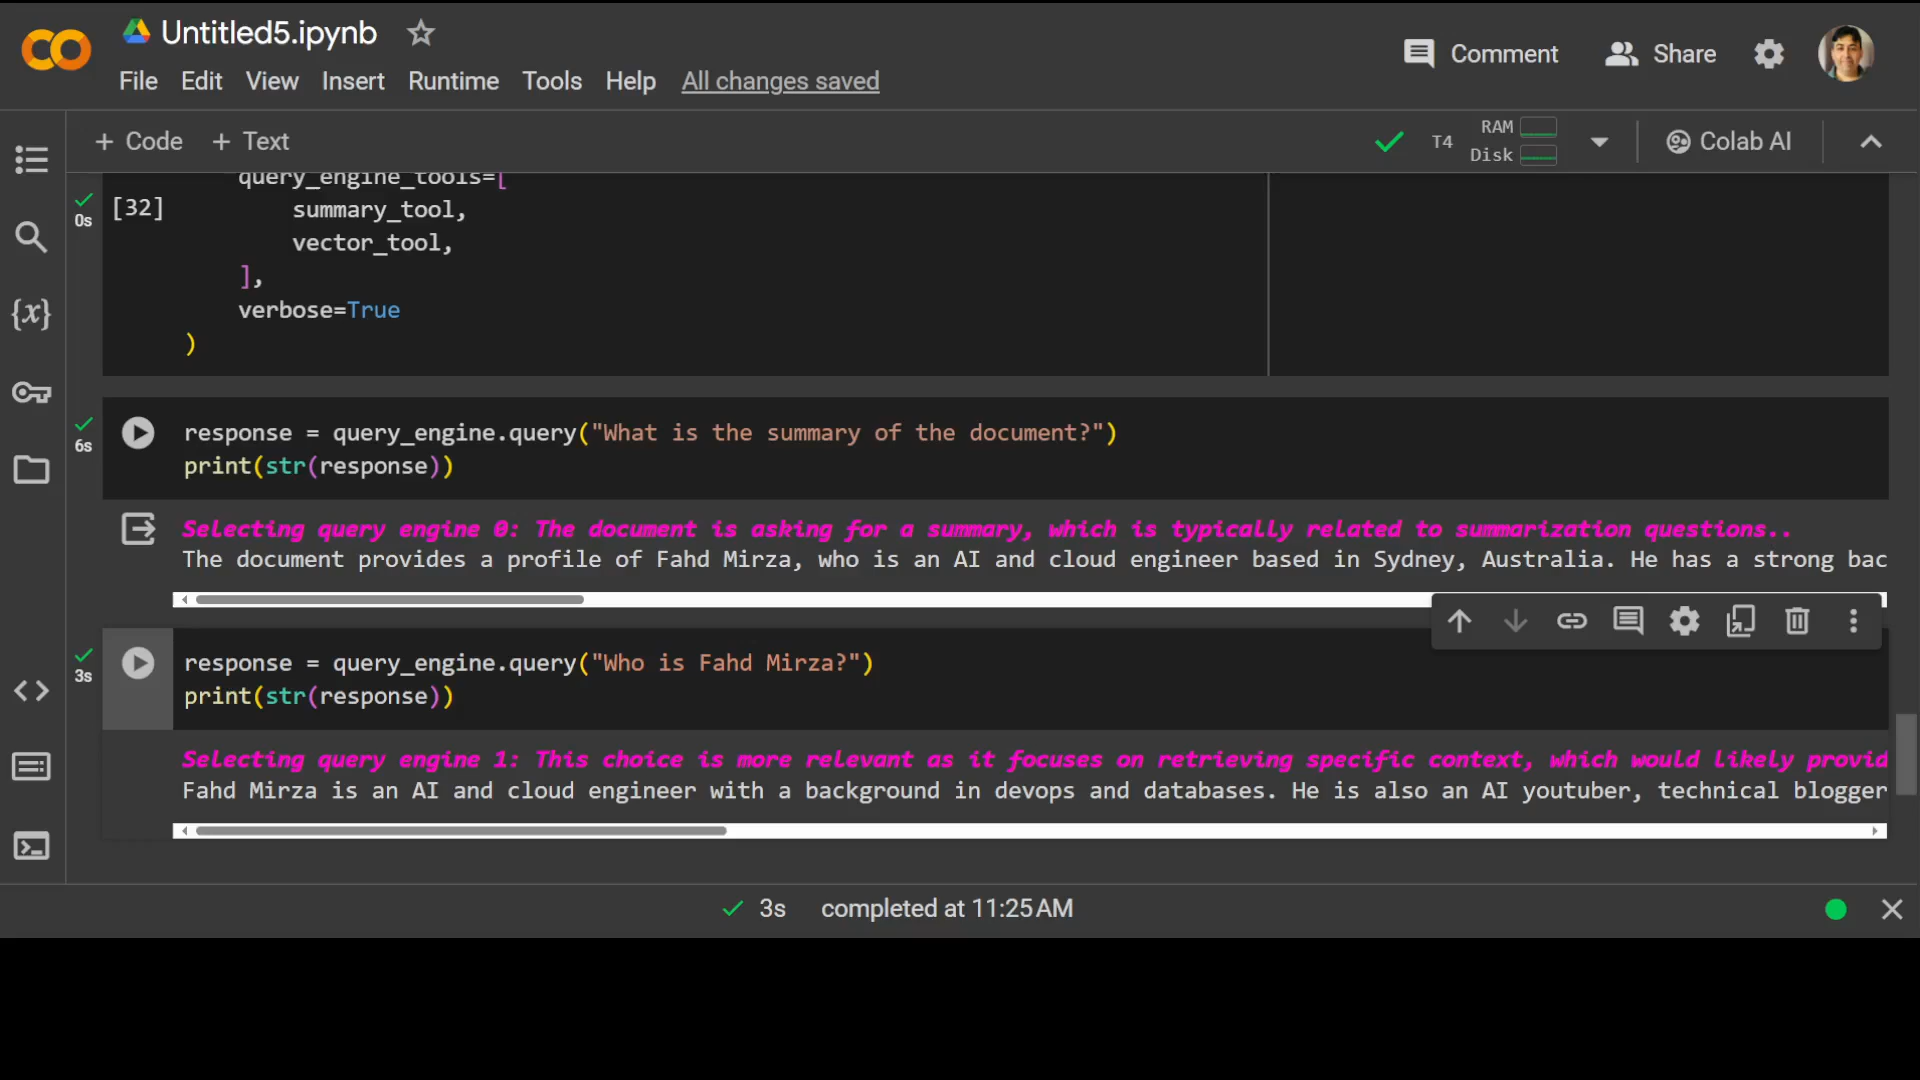 Untitled5.ipynb
Comment
Share
File Edit View Insert Runtime Tools Help All changes saved
+ Code + Text
T4
RAM
Disk
Colab AI
query_engine_tools=[
0s
[32]
summary_tool,
vector_tool,
],
verbose=True
)
6s
response = query_engine.query("What is the summary of the document?")
print(str(response))
Selecting query engine 0: The document is asking for a summary, which is typically related to summarization questions..
The document provides a profile of Fahd Mirza, who is an AI and cloud engineer based in Sydney, Australia. He has a strong bac
3s
response = query_engine.query("Who is Fahd Mirza?")
print(str(response))
Selecting query engine 1: This choice is more relevant as it focuses on retrieving specific context, which would likely provid
Fahd Mirza is an AI and cloud engineer with a background in devops and databases. He is also an AI youtuber, technical blogger
3s completed at 11:25 AM